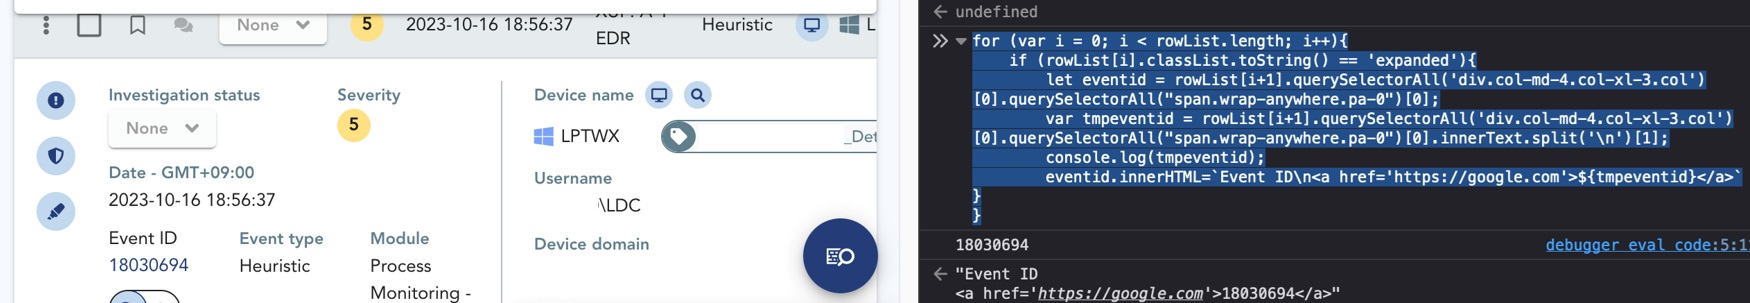 None
5
2023-10-16 18:56:37
EDR
Heuristic
L
Investigation status
None
Severity
5
Date - GMT+09:00
2023-10-16 18:56:37
Event ID
18030694
Event type
Heuristic
Module
Process
Monitoring -
Device name
LPTWX
_Det
Username
\LDC
Device domain
undefined
for (var i = 0; i < rowList.length; i++){
if (rowList[i].classList.toString() == 'expanded'){
let eventid = rowList[i+1].querySelectorAll('div.col-md-4.col-xl-3.col')
[0].querySelectorAll("span.wrap-anywhere.pa-0")[0];
var tmpeventid = rowList[i+1].querySelectorAll('div.col-md-4.col-xl-3.col')
[0].querySelectorAll("span.wrap-anywhere.pa-0")[0].innerText.split('\n')[1];
console.log(tmpeventid);
eventid.innerHTML=`Event ID\n<a href='https://google.com'>${tmpeventid}</a>`
}
}
18030694
debugger eval code:5:1
"Event ID
<a href='https://google.com'>18030694</a>"